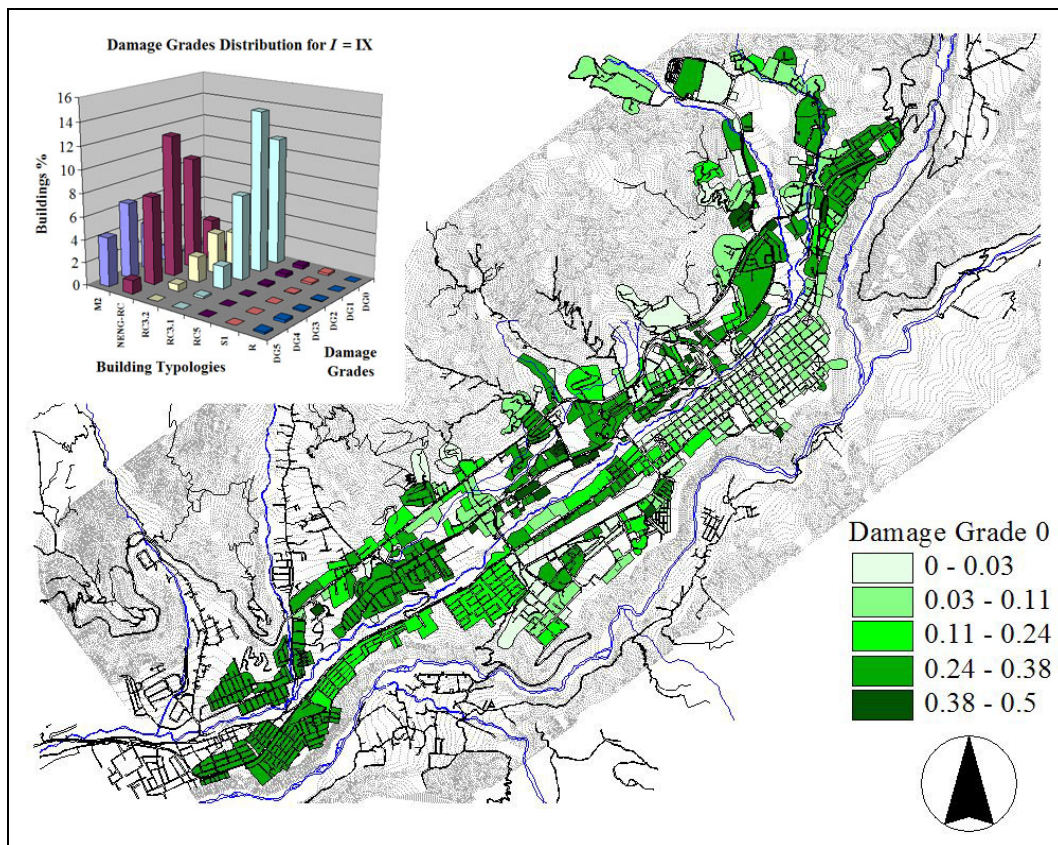 Damage Grades Distribution for I = IX
Buildings %
16
14
12
10
8
6
4
2
0
M2
NENG-RC
RC3.2
RC3.1
RC5
S1
R
DG5
DG4
DG3
DG2
DG1
DG0
Building Typologies
Damage
Grades
Damage Grade 0
0 - 0.03
0.03 - 0.11
0.11 - 0.24
0.24 - 0.38
0.38 - 0.5